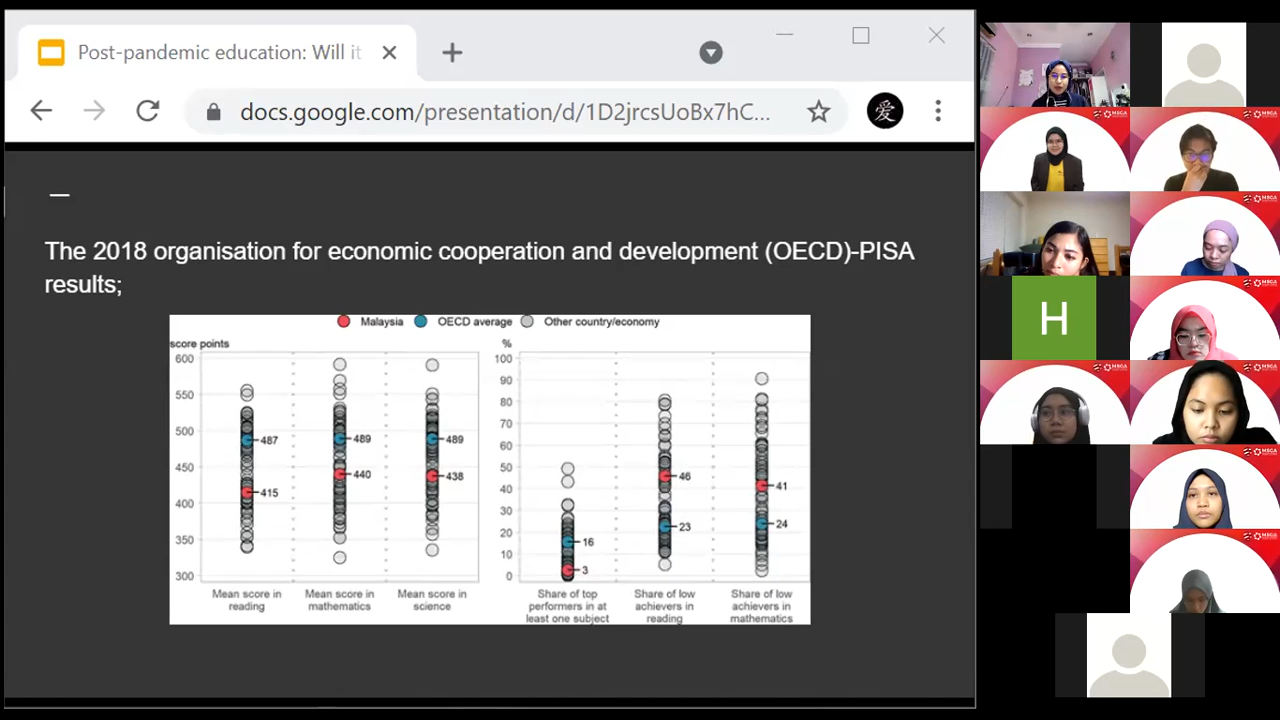 Post-pandemic education: Will it
docs.google.com/presentation/d/1D2jrcsUoBx7hC...
爱
The 2018 organisation for economic cooperation and development (OECD)-PISA
results;
Malaysia OECD average Other country/economy
score points
600
550
500
450
400
350
300
487
415
489
440
489
438
Mean score in
reading
Mean score in
mathematics
Mean score in
science
%
100
90
80
70
60
50
40
30
20
10
0
16
3
46
23
41
24
Share of top
performers in at
least one subject
Share of low
achievers in
reading
Share of low
achievers in
mathematics
H